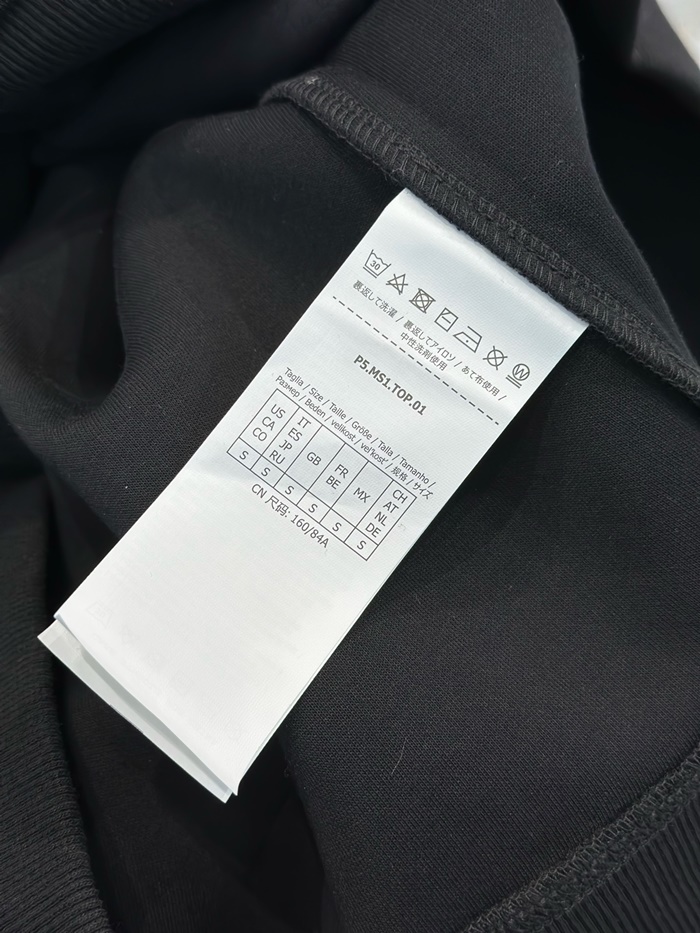 30
W
裏返して洗濯 / 裏返してアイロン / あて布使用 /
中性洗剤使用
P5.MS1.TOP.01
Taglia / Size / Taille / Größe / Talla / Tamanho /
Размер / Beden / velikost / veľkosť / 规格 / サイズ
US CA CO IT ES JP RU GB FR BE MX CH AT NL DE
S S S S S S
CN 尺码: 160/84A